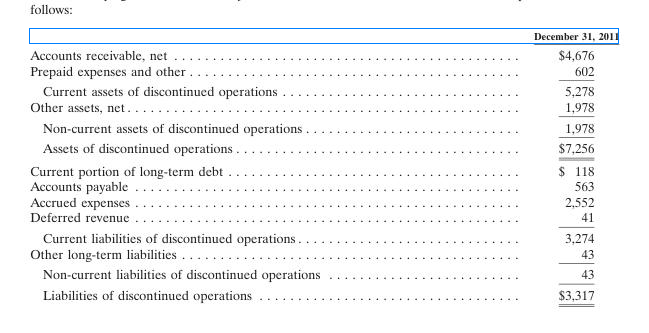 follows:
December 31, 2011
Accounts receivable, net . . . . . . . . . . . . . . . . . . . . . . . . . . . . . . . . . . . . . . . . . . . $4,676
Prepaid expenses and other . . . . . . . . . . . . . . . . . . . . . . . . . . . . . . . . . . . . . . . . . 602
Current assets of discontinued operations . . . . . . . . . . . . . . . . . . . . . . . . . . . . . 5,278
Other assets, net . . . . . . . . . . . . . . . . . . . . . . . . . . . . . . . . . . . . . . . . . . . . . . . . . 1,978
Non-current assets of discontinued operations . . . . . . . . . . . . . . . . . . . . . . . . . . 1,978
Assets of discontinued operations . . . . . . . . . . . . . . . . . . . . . . . . . . . . . . . . . . . $7,256
Current portion of long-term debt . . . . . . . . . . . . . . . . . . . . . . . . . . . . . . . . . . . . $ 118
Accounts payable . . . . . . . . . . . . . . . . . . . . . . . . . . . . . . . . . . . . . . . . . . . . . . . . 563
Accrued expenses . . . . . . . . . . . . . . . . . . . . . . . . . . . . . . . . . . . . . . . . . . . . . . . . 2,552
Deferred revenue . . . . . . . . . . . . . . . . . . . . . . . . . . . . . . . . . . . . . . . . . . . . . . . . 41
Current liabilities of discontinued operations . . . . . . . . . . . . . . . . . . . . . . . . . . . 3,274
Other long-term liabilities . . . . . . . . . . . . . . . . . . . . . . . . . . . . . . . . . . . . . . . . . . 43
Non-current liabilities of discontinued operations . . . . . . . . . . . . . . . . . . . . . . . 43
Liabilities of discontinued operations . . . . . . . . . . . . . . . . . . . . . . . . . . . . . . . . $3,317